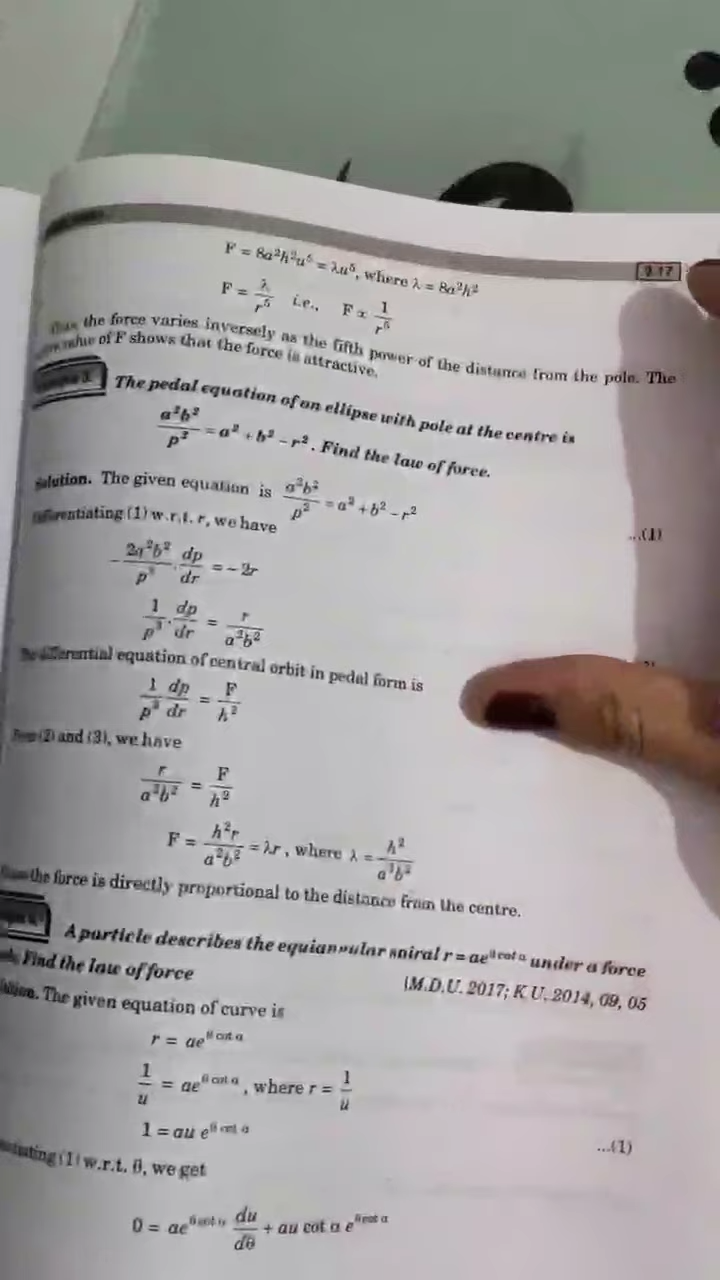 9.17
F = 8a²h²u⁵ = λu⁵, where λ = 8a²h²
F = λ/r⁵ i.e., F ∝ 1/r⁵
the force varies inversely as the fifth power of the distance from the pole. The
value of F shows that the force is attractive.
The pedal equation of an ellipse with pole at the centre is
a²b²/p² = a² + b² – r². Find the law of force.
Solution. The given equation is a²b²/p² = a² + b² – r² ...(1)
Differentiating (1) w.r.t. r, we have
– 2a²b²/p³ · dp/dr = – 2r
1/p³ · dp/dr = r/a²b²
The differential equation of central orbit in pedal form is
1/p³ dp/dr = F/h²
From (2) and (3), we have
r/a²b² = F/h²
F = h²r/a²b² = λr, where λ = h²/a²b²
the force is directly proportional to the distance from the centre.
A particle describes the equiangular spiral r = ae^(θ cot α) under a force
Find the law of force [M.D.U. 2017; K.U. 2014, 09, 05
The given equation of curve is
r = ae^(θ cot α)
1/u = ae^(θ cot α), where r = 1/u
1 = au e^(θ cot α) ...(1)
(1) w.r.t. θ, we get
0 = ae^(θ cot α) du/dθ + au cot α e^(θ cot α)